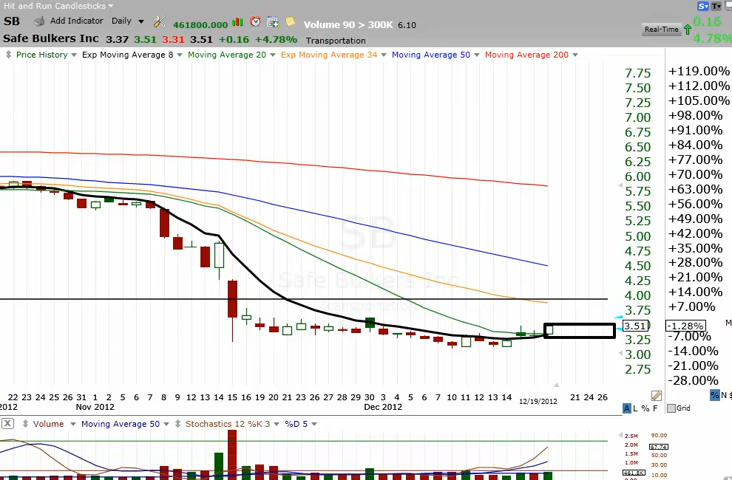 Hit and Run Candlesticks
SB Add Indicator Daily 461800.000 Volume 90 > 300K 6.10
Safe Bulkers Inc 3.37 3.51 3.31 3.51 +0.16 +4.78% Transportation
Real-Time 0.16
4.78%
Price History Exp Moving Average 8 Moving Average 20 Exp Moving Average 34 Moving Average 50 Moving Average 200
7.75 +119.00%
7.50 +112.00%
7.25 +105.00%
7.00 +98.00%
6.75 +91.00%
6.50 +84.00%
6.25 +77.00%
6.00 +70.00%
5.75 +63.00%
5.50 +56.00%
5.25 +49.00%
5.00 +42.00%
4.75 +35.00%
4.50 +28.00%
4.25 +21.00%
4.00 +14.00%
3.75 +7.00%
3.51 -1.28% M
3.25 -7.00%
3.00 -14.00%
2.75 -21.00%
-28.00%
SB
Safe Bulkers Inc
22 23 24 25 26 31 1 2 5 6 7 8 9 12 13 14 15 16 19 20 21 23 26 27 28 29 30 3 4 5 6 7 10 11 12 13 14 12/19/2012 21 24 26
2012 Nov 2012 Dec 2012
A L % F Grid % N $
X Volume Moving Average 50 Stochastics 12 %K 3 %D 5
2.5M 90.00
2.0M
1.5M
1.0M 50.00
30.00
10.00